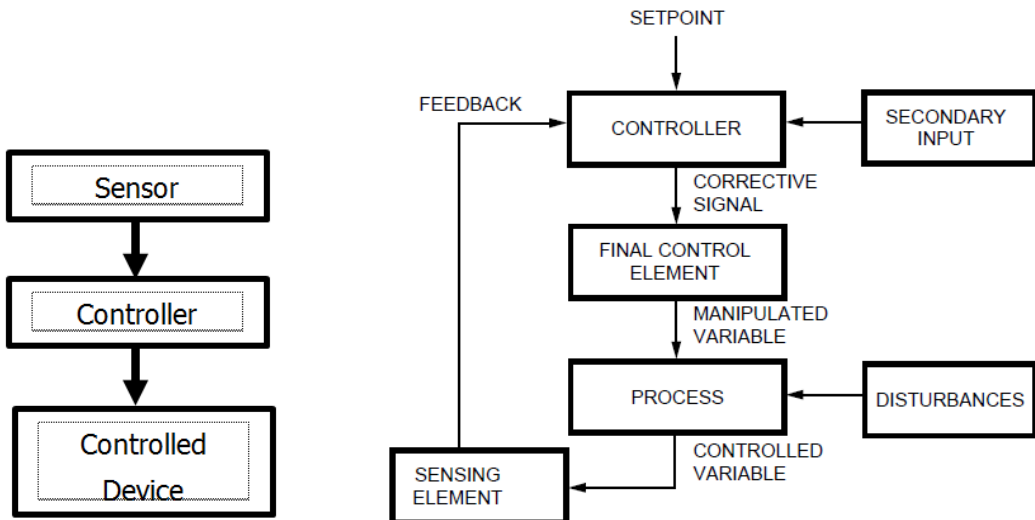 Sensor
Controller
Controlled
Device
SETPOINT
FEEDBACK
CONTROLLER
SECONDARY
INPUT
CORRECTIVE
SIGNAL
FINAL CONTROL
ELEMENT
MANIPULATED
VARIABLE
PROCESS
DISTURBANCES
CONTROLLED
VARIABLE
SENSING
ELEMENT